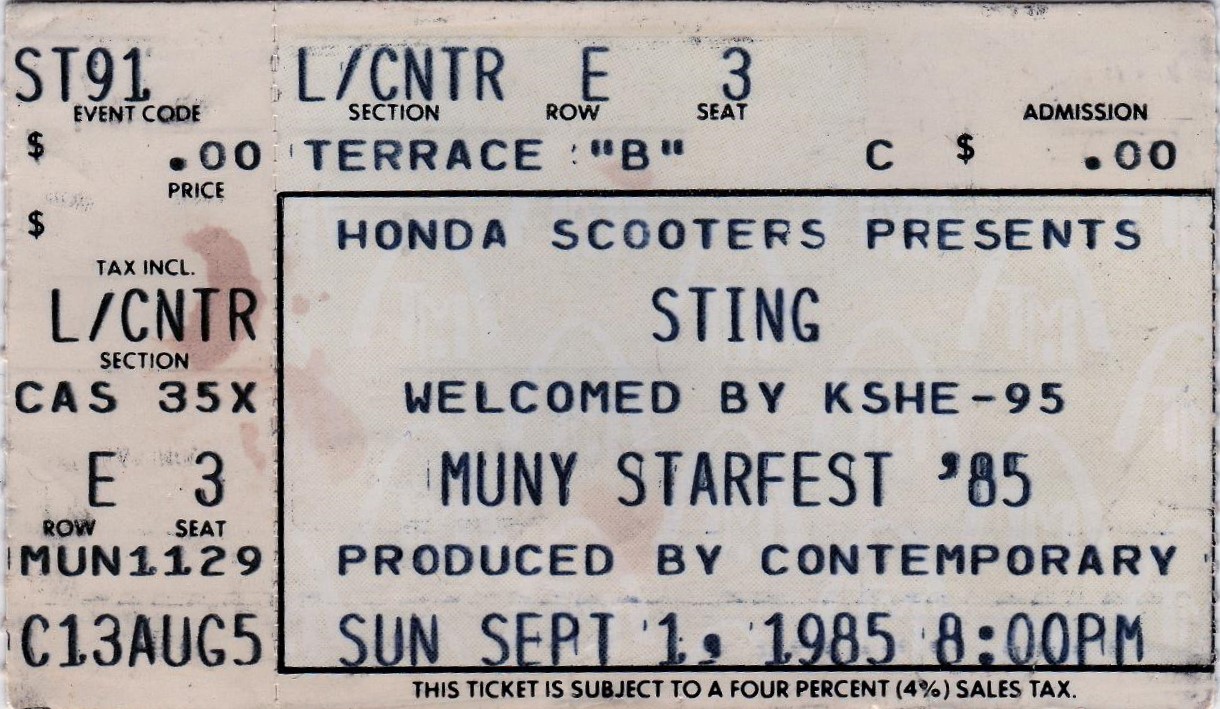 ST91
EVENT CODE
$ .00
PRICE
$
TAX INCL.
L/CNTR
SECTION
CAS 35X
E 3
ROW SEAT
MUN1129
C13AUG5
L/CNTR E 3
SECTION ROW SEAT ADMISSION
TERRACE "B" C $ .00
HONDA SCOOTERS PRESENTS
STING
WELCOMED BY KSHE-95
MUNY STARFEST '85
PRODUCED BY CONTEMPORARY
SUN SEPT 1, 1985 8:00PM
THIS TICKET IS SUBJECT TO A FOUR PERCENT (4%) SALES TAX.